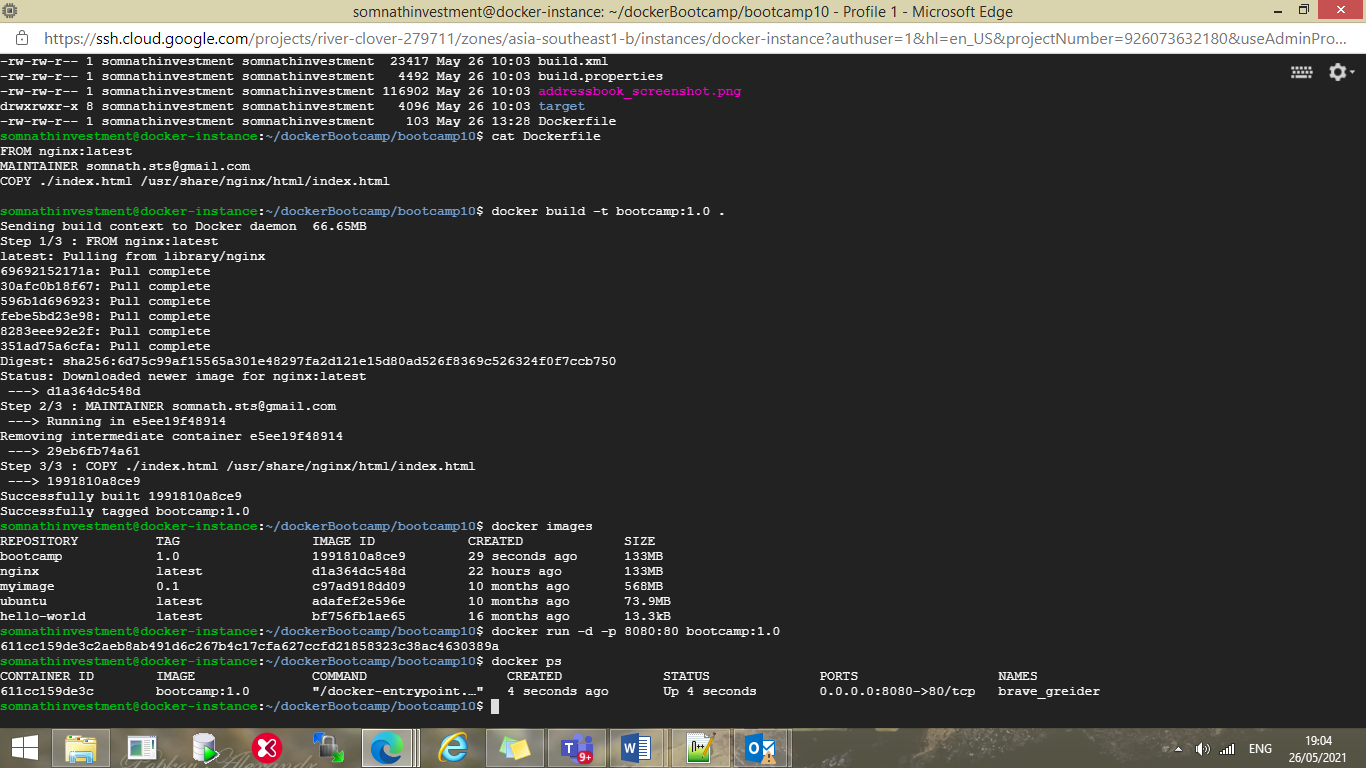 somnathinvestment@docker-instance: ~/dockerBootcamp/bootcamp10 - Profile 1 - Microsoft Edge
https://ssh.cloud.google.com/projects/river-clover-279711/zones/asia-southeast1-b/instances/docker-instance?authuser=1&hl=en_US&projectNumber=926073632180&useAdminPro...
-rw-rw-r-- 1 somnathinvestment somnathinvestment 23417 May 26 10:03 build.xml
-rw-rw-r-- 1 somnathinvestment somnathinvestment 4492 May 26 10:03 build.properties
-rw-rw-r-- 1 somnathinvestment somnathinvestment 116902 May 26 10:03 addressbook_screenshot.png
drwxrwxr-x 8 somnathinvestment somnathinvestment 4096 May 26 10:03 target
-rw-rw-r-- 1 somnathinvestment somnathinvestment 103 May 26 13:28 Dockerfile
somnathinvestment@docker-instance:~/dockerBootcamp/bootcamp10$ cat Dockerfile
FROM nginx:latest
MAINTAINER somnath.sts@gmail.com
COPY ./index.html /usr/share/nginx/html/index.html
somnathinvestment@docker-instance:~/dockerBootcamp/bootcamp10$ docker build -t bootcamp:1.0 .
Sending build context to Docker daemon 66.65MB
Step 1/3 : FROM nginx:latest
latest: Pulling from library/nginx
69692152171a: Pull complete
30afc0b18f67: Pull complete
596b1d696923: Pull complete
febe5bd23e98: Pull complete
8283eee92e2f: Pull complete
351ad75a6cfa: Pull complete
Digest: sha256:6d75c99af15565a301e48297fa2d121e15d80ad526f8369c526324f0f7ccb750
Status: Downloaded newer image for nginx:latest
---> d1a364dc548d
Step 2/3 : MAINTAINER somnath.sts@gmail.com
---> Running in e5ee19f48914
Removing intermediate container e5ee19f48914
---> 29eb6fb74a61
Step 3/3 : COPY ./index.html /usr/share/nginx/html/index.html
---> 1991810a8ce9
Successfully built 1991810a8ce9
Successfully tagged bootcamp:1.0
somnathinvestment@docker-instance:~/dockerBootcamp/bootcamp10$ docker images
REPOSITORY TAG IMAGE ID CREATED SIZE
bootcamp 1.0 1991810a8ce9 29 seconds ago 133MB
nginx latest d1a364dc548d 22 hours ago 133MB
myimage 0.1 c97ad918dd09 10 months ago 568MB
ubuntu latest adafef2e596e 10 months ago 73.9MB
hello-world latest bf756fb1ae65 16 months ago 13.3kB
somnathinvestment@docker-instance:~/dockerBootcamp/bootcamp10$ docker run -d -p 8080:80 bootcamp:1.0
611cc159de3c2aeb8ab491d6c267b4c17cfa627ccfd21858323c38ac4630389a
somnathinvestment@docker-instance:~/dockerBootcamp/bootcamp10$ docker ps
CONTAINER ID IMAGE COMMAND CREATED STATUS PORTS NAMES
611cc159de3c bootcamp:1.0 "/docker-entrypoint.…" 4 seconds ago Up 4 seconds 0.0.0.0:8080->80/tcp brave_greider
somnathinvestment@docker-instance:~/dockerBootcamp/bootcamp10$
9+
ENG
19:04
26/05/2021